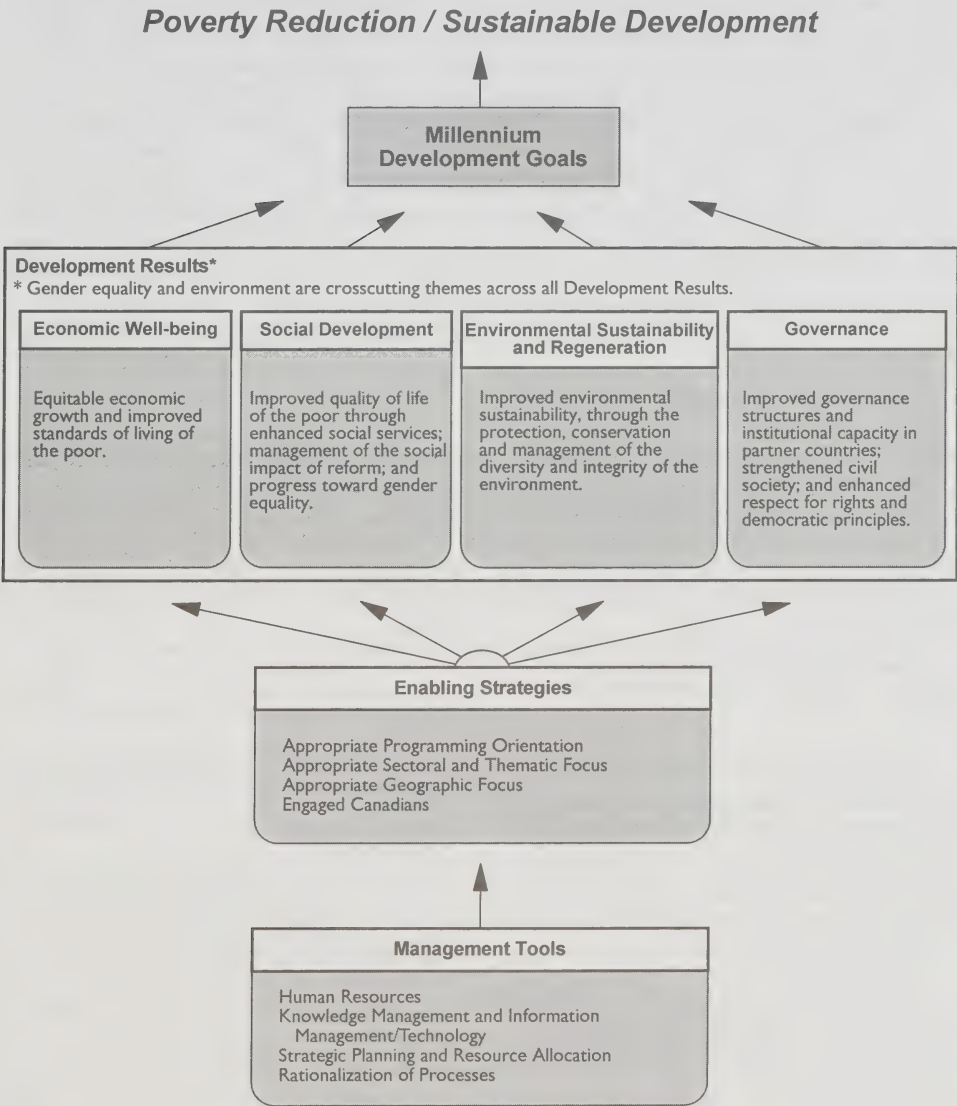 Poverty Reduction / Sustainable Development
Millennium
Development Goals
Development Results*
* Gender equality and environment are crosscutting themes across all Development Results.
Economic Well-being
Equitable economic
growth and improved
standards of living of
the poor.
Social Development
Improved quality of life
of the poor through
enhanced social services;
management of the social
impact of reform; and
progress toward gender
equality.
Environmental Sustainability
and Regeneration
Improved environmental
sustainability, through the
protection, conservation
and management of the
diversity and integrity of the
environment.
Governance
Improved governance
structures and
institutional capacity in
partner countries;
strengthened civil
society; and enhanced
respect for rights and
democratic principles.
Enabling Strategies
Appropriate Programming Orientation
Appropriate Sectoral and Thematic Focus
Appropriate Geographic Focus
Engaged Canadians
Management Tools
Human Resources
Knowledge Management and Information
Management/Technology
Strategic Planning and Resource Allocation
Rationalization of Processes